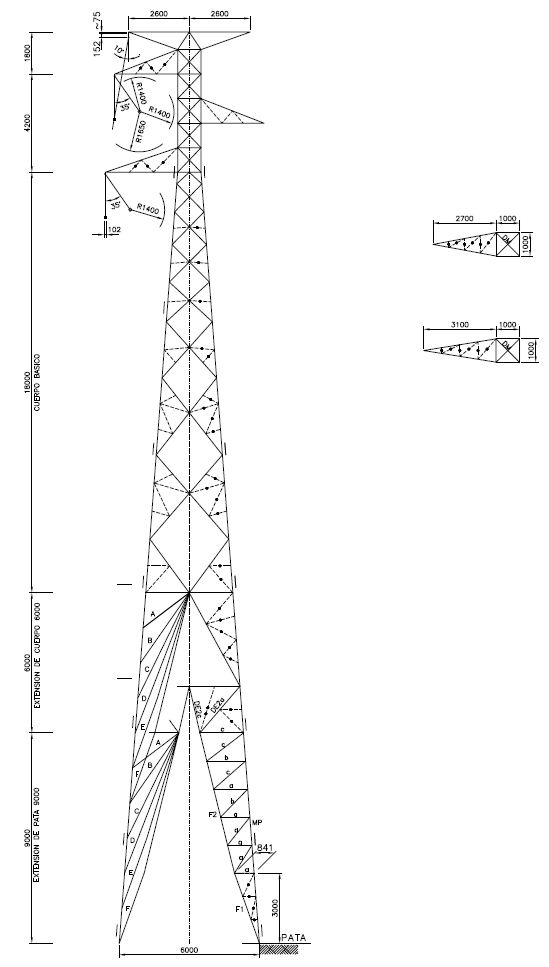 2600
2600
~75
152
1800
10°
R1400
R1400
35°
R1650
4200
35°
R1400
102
2700
1000
1000
3100
1000
1000
18000
CUERPO BASICO
6000
EXTENSION DE CUERPO 6000
A
B
C
D
E
F
DE2a
c
A
B
C
D
E
F
c
b
c
a
b
a
a
a
a
a
F2
MP
841
9000
EXTENSION DE PATA 9000
3000
F1
PATA
6000